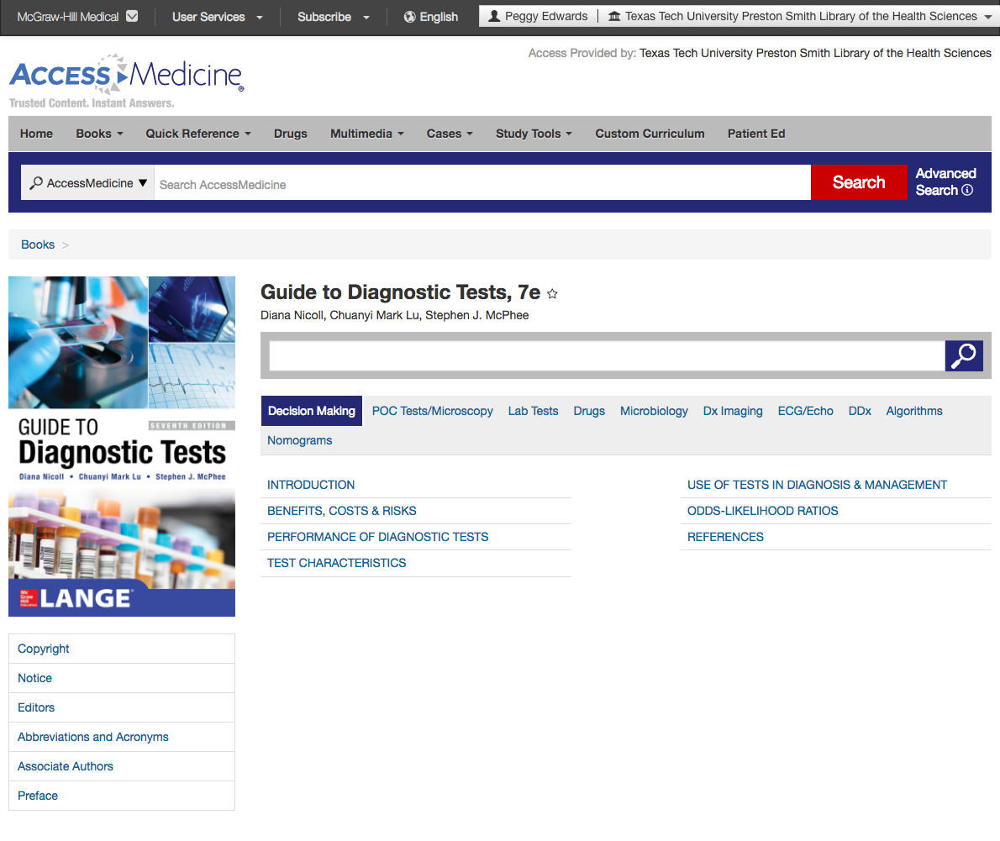 McGraw-Hill Medical User Services Subscribe English Peggy Edwards Texas Tech University Preston Smith Library of the Health Sciences
Access Provided by: Texas Tech University Preston Smith Library of the Health Sciences
ACCESS Medicine®
Trusted Content. Instant Answers.
Home Books Quick Reference Drugs Multimedia Cases Study Tools Custom Curriculum Patient Ed
AccessMedicine Search AccessMedicine Search Advanced
Search
Books >
Guide to Diagnostic Tests, 7e
Diana Nicoll, Chuanyi Mark Lu, Stephen J. McPhee
GUIDE TO SEVENTH EDITION
Diagnostic Tests
Diana Nicoll • Chuanyi Mark Lu • Stephen J. McPhee
Mc
Graw
Hill
Education
LANGE®
Decision Making POC Tests/Microscopy Lab Tests Drugs Microbiology Dx Imaging ECG/Echo DDx Algorithms
Nomograms
INTRODUCTION
BENEFITS, COSTS & RISKS
PERFORMANCE OF DIAGNOSTIC TESTS
TEST CHARACTERISTICS
USE OF TESTS IN DIAGNOSIS & MANAGEMENT
ODDS-LIKELIHOOD RATIOS
REFERENCES
Copyright
Notice
Editors
Abbreviations and Acronyms
Associate Authors
Preface